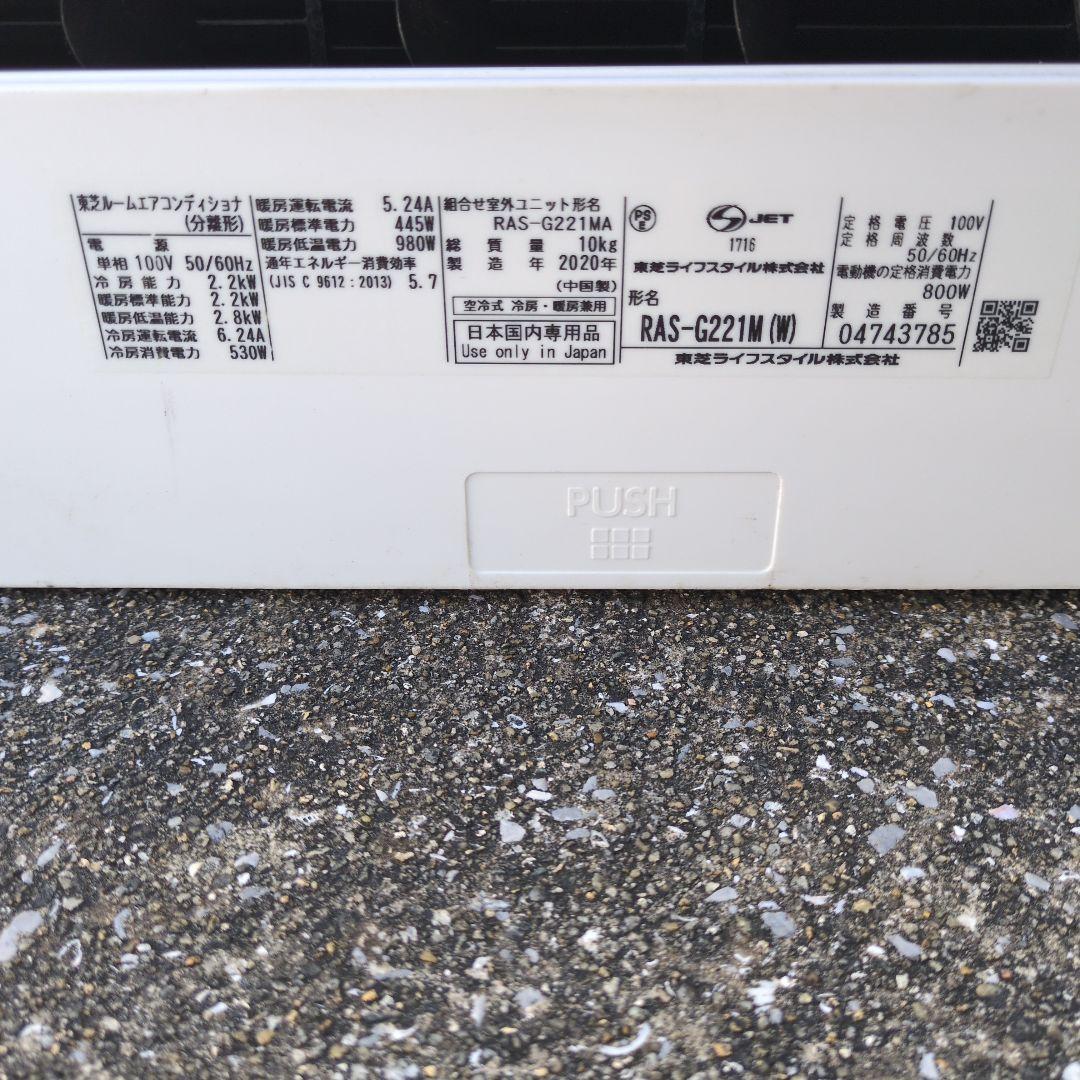 東芝ルームエアコンディショナ
(分離形)
電源
単相 100V 50/60Hz
冷房能力 2.2kW
暖房標準能力 2.2kW
暖房低温能力 2.8kW
冷房運転電流 6.24A
冷房消費電力 530W
暖房運転電流 5.24A
暖房標準電力 445W
暖房低温電力 980W
通年エネルギー消費効率
(JIS C 9612:2013) 5.7
組合せ室外ユニット形名
RAS-G221MA
総質量 10kg
製造年 2020年
(中国製)
空冷式 冷房・暖房兼用
日本国内専用品
Use only in Japan
PS
E
JET
1716
東芝ライフスタイル株式会社
形名
RAS-G221M(W)
定格電圧 100V
定格周波数
50/60Hz
電動機の定格消費電力
800W
製造番号
04743785
東芝ライフスタイル株式会社
PUSH